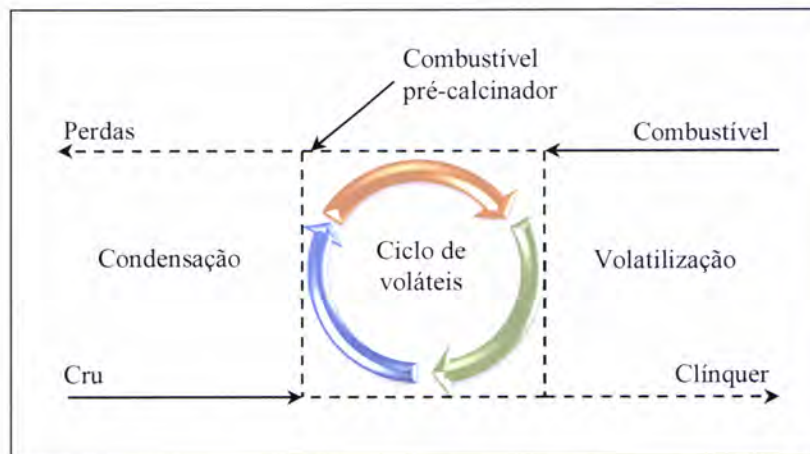 Combustível
pré-calcinador
Perdas
Combustível
Condensação
Ciclo de
voláteis
Volatilização
Cru
Clínquer